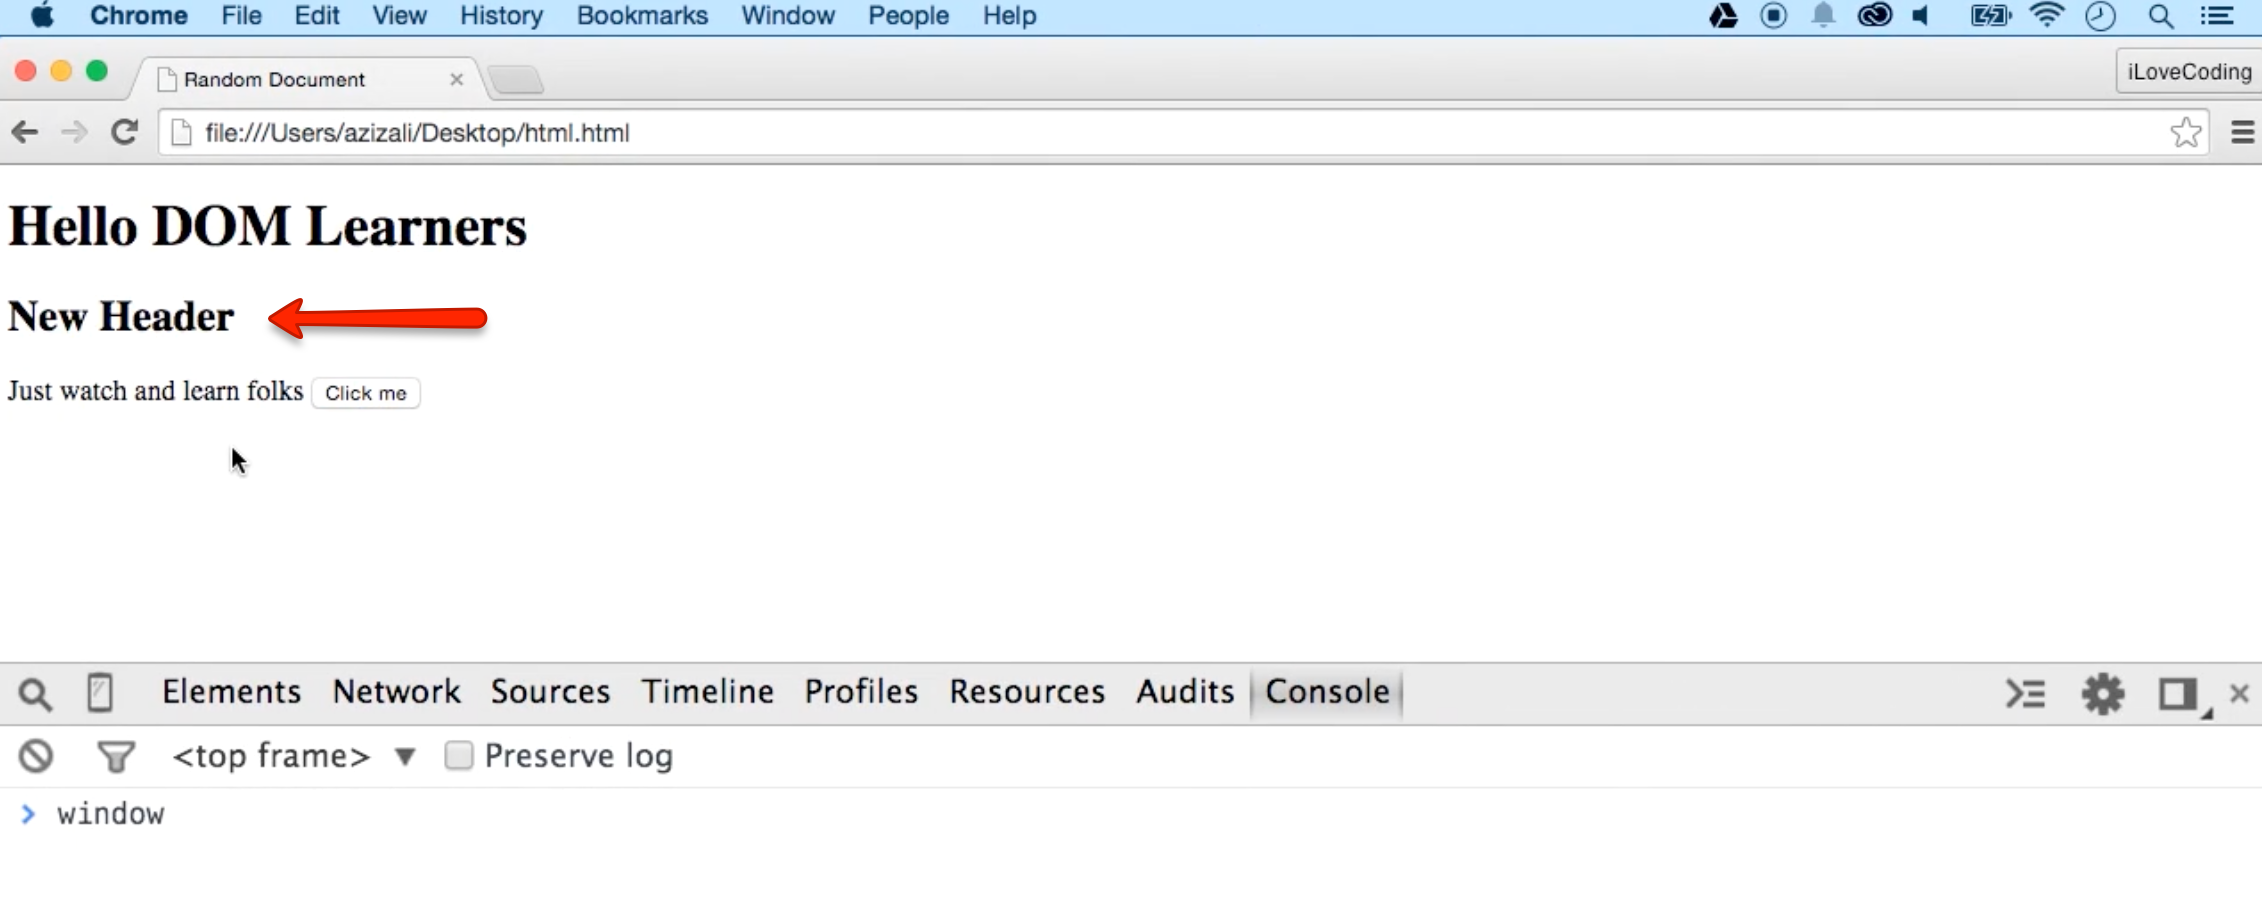 Chrome File Edit View History Bookmarks Window People Help
Random Document
iLoveCoding
file:///Users/azizali/Desktop/html.html
Hello DOM Learners
New Header
Just watch and learn folks Click me
Elements Network Sources Timeline Profiles Resources Audits Console
<top frame> ▼ Preserve log
> window